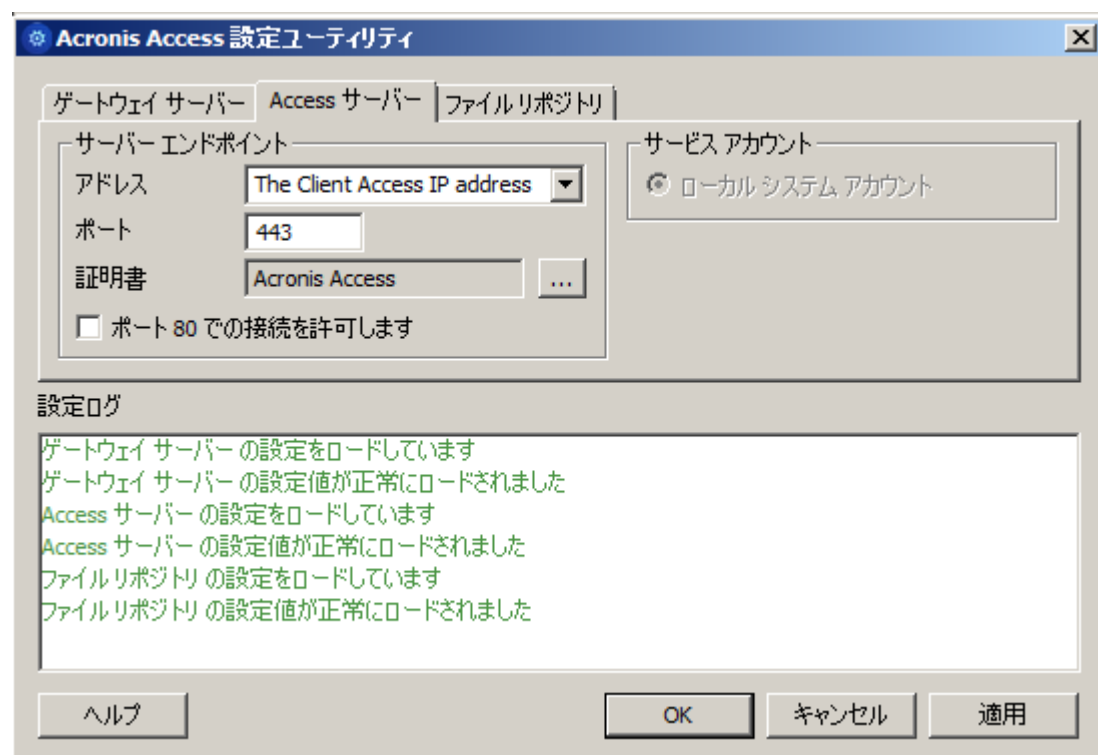 Acronis Access 設定ユーティリティ
ゲートウェイ サーバー Access サーバー ファイル リポジトリ
サーバー エンドポイント
アドレス The Client Access IP address
ポート 443
証明書 Acronis Access ...
ポート 80 での接続を許可します
サービス アカウント
ローカル システム アカウント
設定ログ
ゲートウェイ サーバー の設定をロードしています
ゲートウェイ サーバー の設定値が正常にロードされました
Access サーバー の設定をロードしています
Access サーバー の設定値が正常にロードされました
ファイル リポジトリ の設定をロードしています
ファイル リポジトリ の設定値が正常にロードされました
ヘルプ OK キャンセル 適用